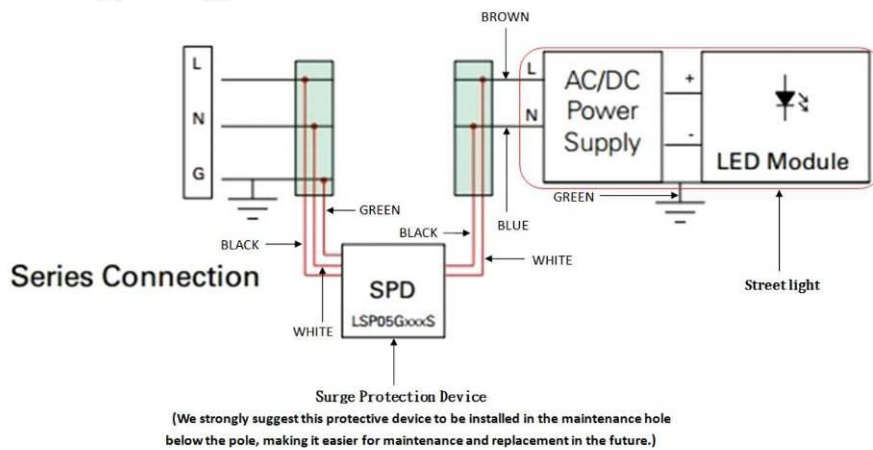 BROWN
L
N
G
L
N
AC/DC
Power
Supply
+
-
LED Module
GREEN
BLACK
WHITE
GREEN
BLACK
BLUE
WHITE
Street light
Series Connection
SPD
LSP05GxxxS
Surge Protection Device
(We strongly suggest this protective device to be installed in the maintenance hole
below the pole, making it easier for maintenance and replacement in the future.)